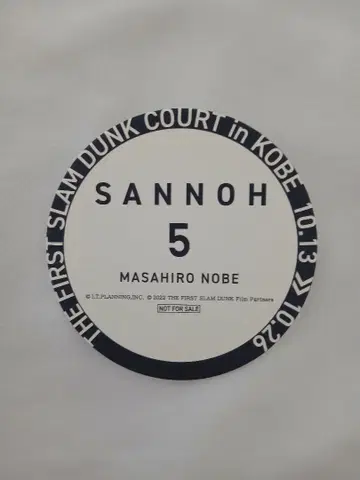 THE FIRST SLAM DUNK COURT in KOBE 10.13 >> 10.26
SANNOH
5
MASAHIRO NOBE
© I.T.PLANNING,INC. © 2022 THE FIRST SLAM DUNK Film Partners
NOT FOR SALE